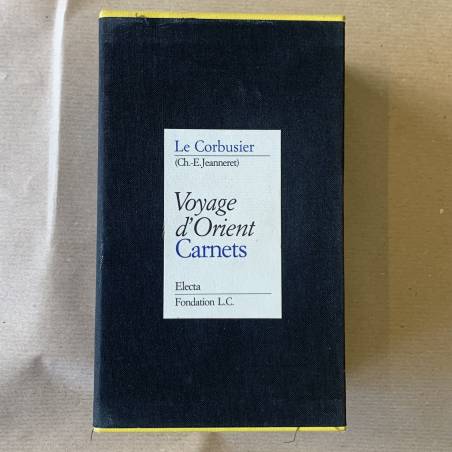 Le Corbusier
(Ch.-E. Jeanneret)
Voyage
d'Orient
Carnets
Electa
Fondation L.C.